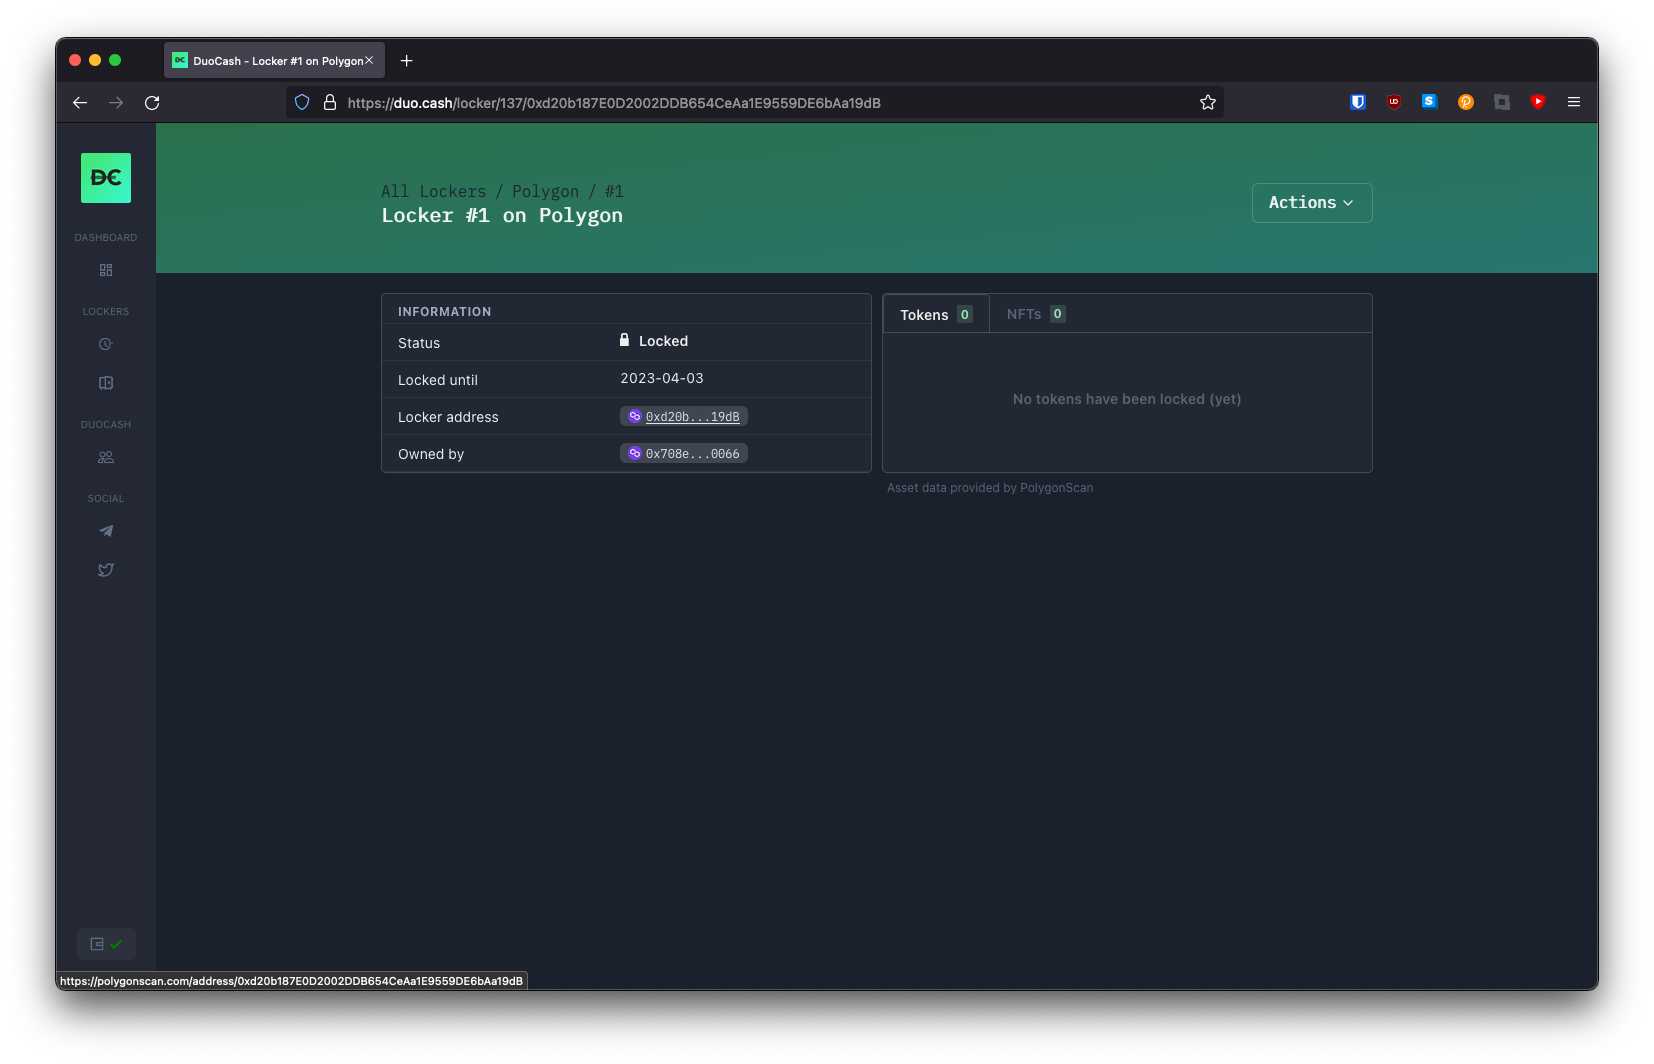 DC DuoCash - Locker #1 on Polygon
https://duo.cash/locker/137/0xd20b187E0D2002DDB654CeAa1E9559DE6bAa19dB
DC
DASHBOARD
LOCKERS
DUOCASH
SOCIAL
All Lockers / Polygon / #1
Locker #1 on Polygon
Actions
INFORMATION
Status Locked
Locked until 2023-04-03
Locker address 0xd20b...19dB
Owned by 0x708e...0066
Tokens 0 NFTs 0
No tokens have been locked (yet)
Asset data provided by PolygonScan
https://polygonscan.com/address/0xd20b187E0D2002DDB654CeAa1E9559DE6bAa19dB